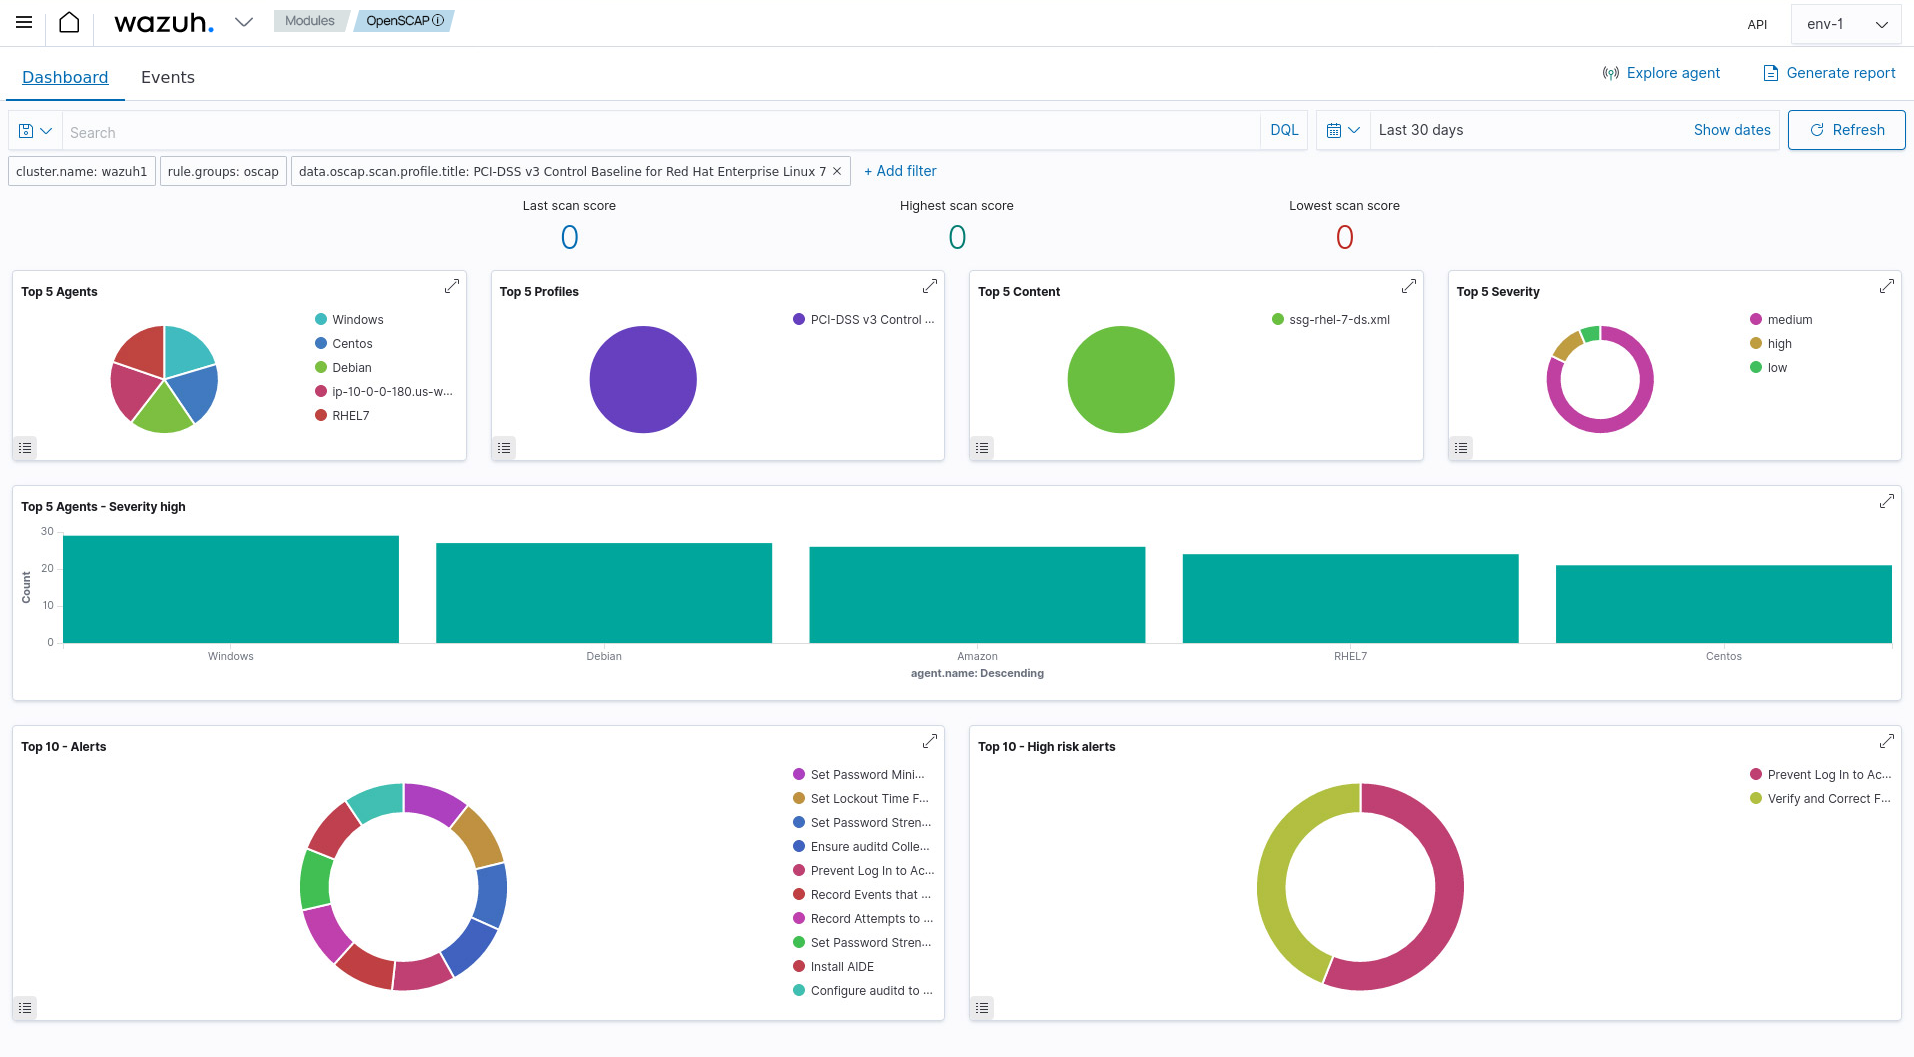 wazuh.
Modules
OpenSCAP
API
env-1
Dashboard
Events
Explore agent
Generate report
Search
DQL
Last 30 days
Show dates
Refresh
cluster.name: wazuh1
rule.groups: oscap
data.oscap.scan.profile.title: PCI-DSS v3 Control Baseline for Red Hat Enterprise Linux 7
+ Add filter
Last scan score
0
Highest scan score
0
Lowest scan score
0
Top 5 Agents
Windows
Centos
Debian
ip-10-0-0-180.us-w...
RHEL7
Top 5 Profiles
PCI-DSS v3 Control ...
Top 5 Content
ssg-rhel-7-ds.xml
Top 5 Severity
medium
high
low
Top 5 Agents - Severity high
Count
30
20
10
0
Windows
Debian
Amazon
RHEL7
Centos
agent.name: Descending
Top 10 - Alerts
Set Password Mini...
Set Lockout Time F...
Set Password Stren...
Ensure auditd Colle...
Prevent Log In to Ac...
Record Events that ...
Record Attempts to ...
Set Password Stren...
Install AIDE
Configure auditd to ...
Top 10 - High risk alerts
Prevent Log In to Ac...
Verify and Correct F...